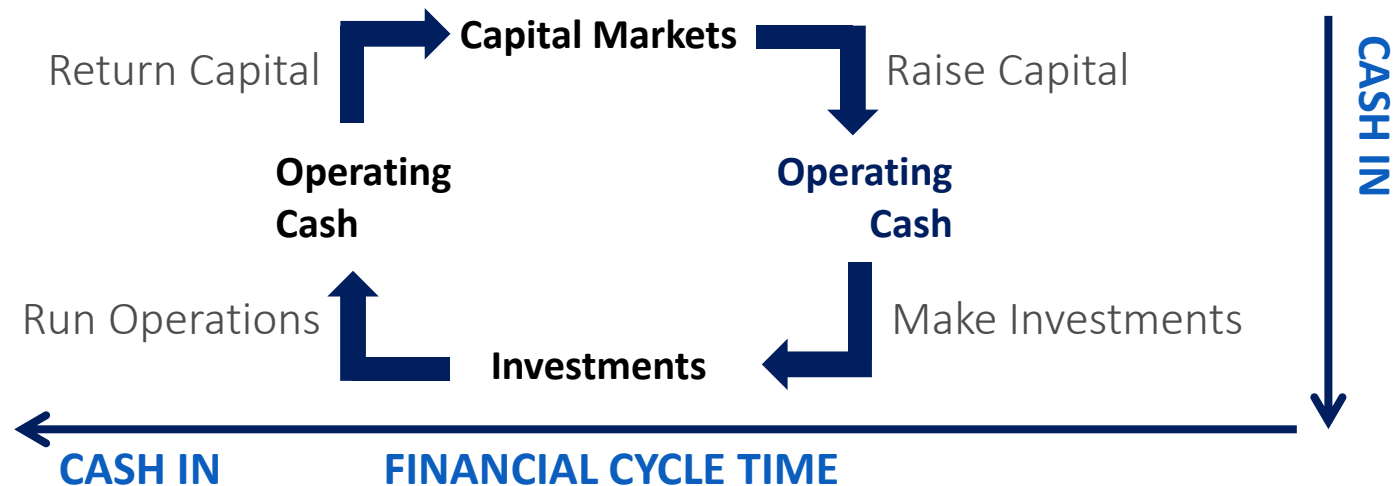 Capital Markets
Return Capital
Raise Capital
CASH IN
Operating
Cash
Operating
Cash
Run Operations
Make Investments
Investments
CASH IN
FINANCIAL CYCLE TIME